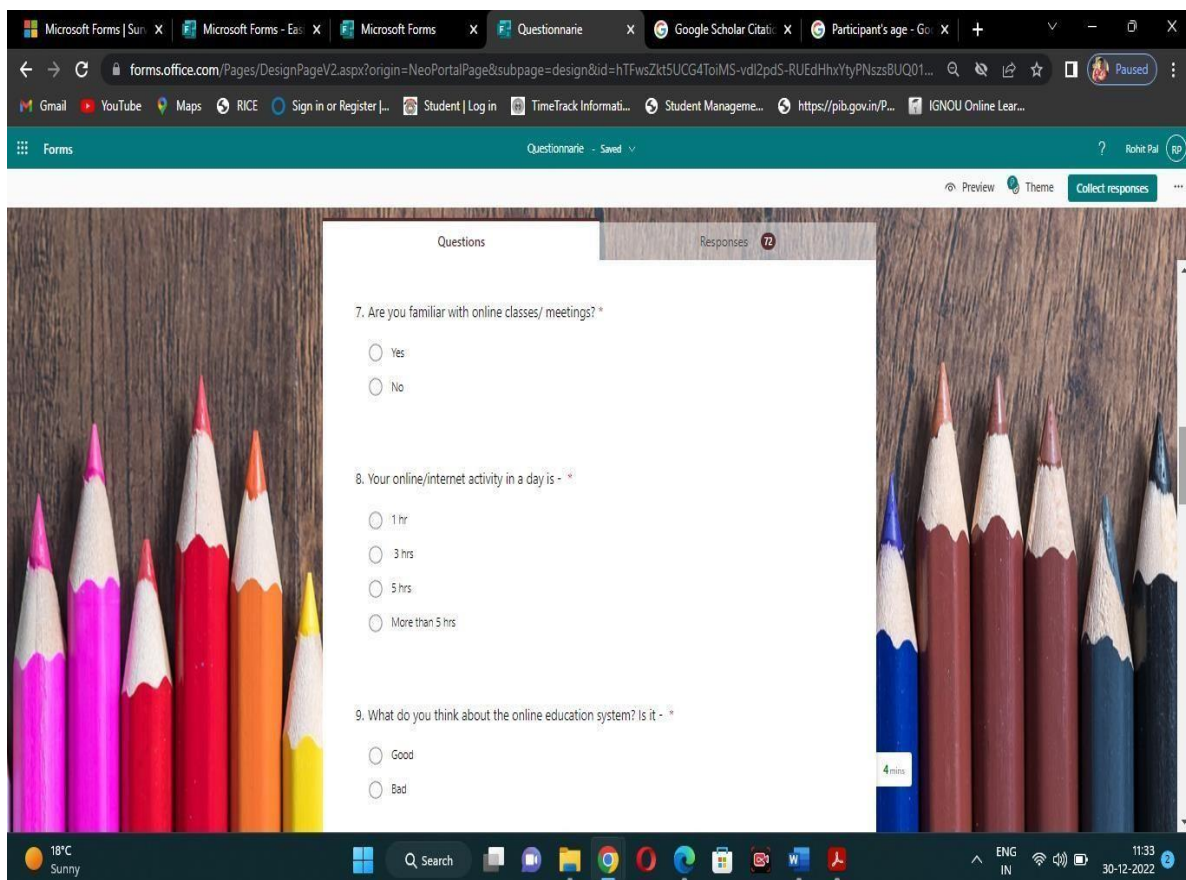 Microsoft Forms | Sur
Microsoft Forms - Eas
Microsoft Forms
Questionnarie
Google Scholar Citatic
Participant's age - Goo
forms.office.com/Pages/DesignPageV2.aspx?origin=NeoPortalPage&subpage=design&id=hTFwsZkt5UCG4ToiMS-vdI2pdS-RUEdHhxYtyPNszsBUQ01...
Paused
Gmail YouTube Maps RICE Sign in or Register |... Student | Log in TimeTrack Informati... Student Manageme... https://pib.gov.in/P... IGNOU Online Lear...
Forms
Questionnarie - Saved
? Rohit Pal RP
Preview Theme Collect responses ...
Questions
Responses 72
7. Are you familiar with online classes/ meetings? *
Yes
No
8. Your online/internet activity in a day is - *
1 hr
3 hrs
5 hrs
More than 5 hrs
9. What do you think about the online education system? Is it - *
Good
Bad
4 mins
18°C
Sunny
Search
ENG
IN
11:33
30-12-2022
2